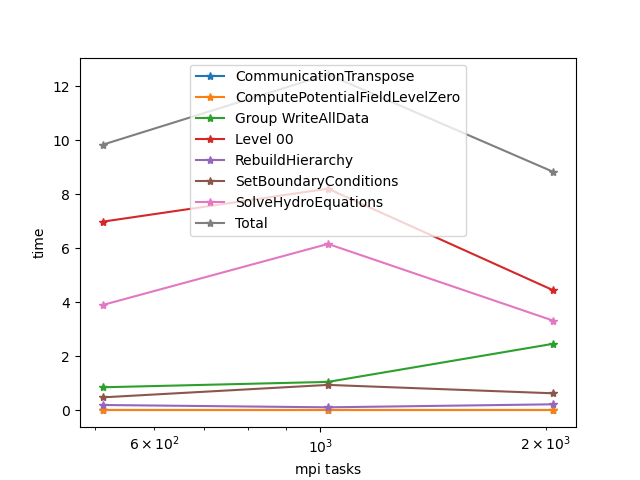 CommunicationTranspose
ComputePotentialFieldLevelZero
Group WriteAllData
Level 00
RebuildHierarchy
SetBoundaryConditions
SolveHydroEquations
Total
12
10
8
6
4
2
0
time
6 × 10²
10³
2 × 10³
mpi tasks